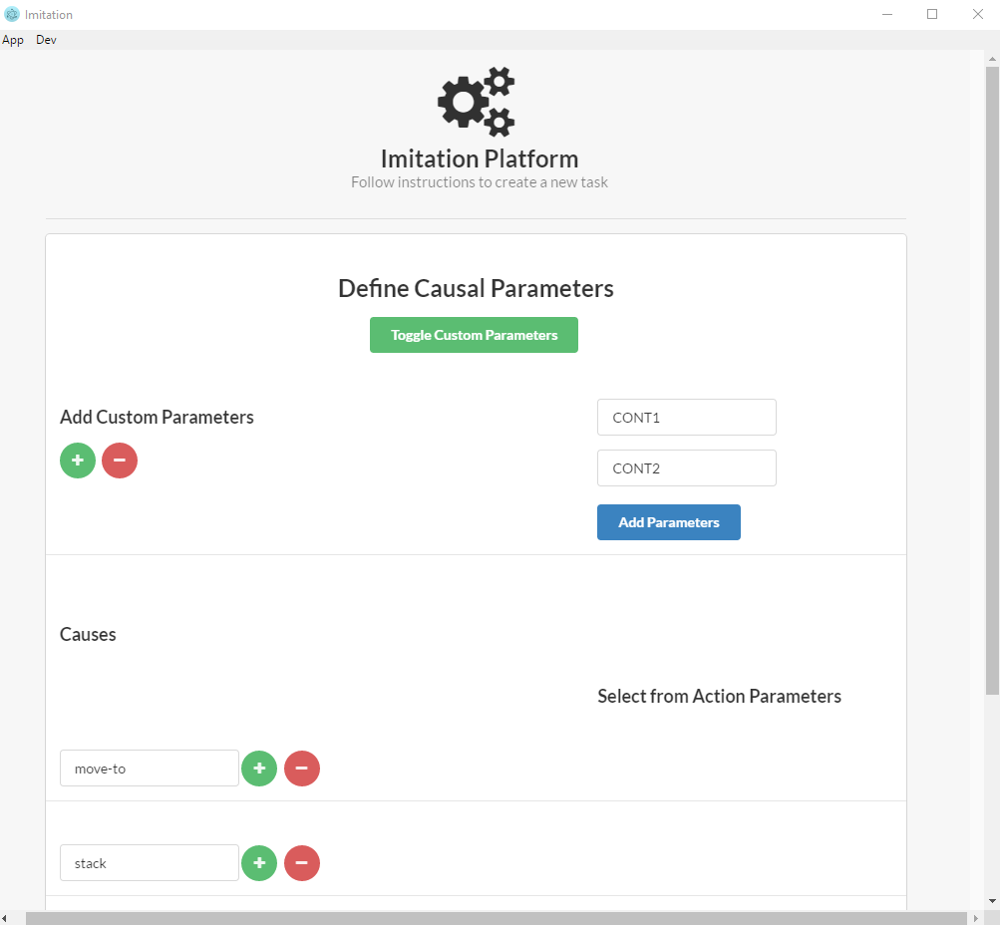 Imitation
App Dev
Imitation Platform
Follow instructions to create a new task
Define Causal Parameters
Toggle Custom Parameters
Add Custom Parameters
CONT1
CONT2
Add Parameters
Causes
Select from Action Parameters
move-to
stack